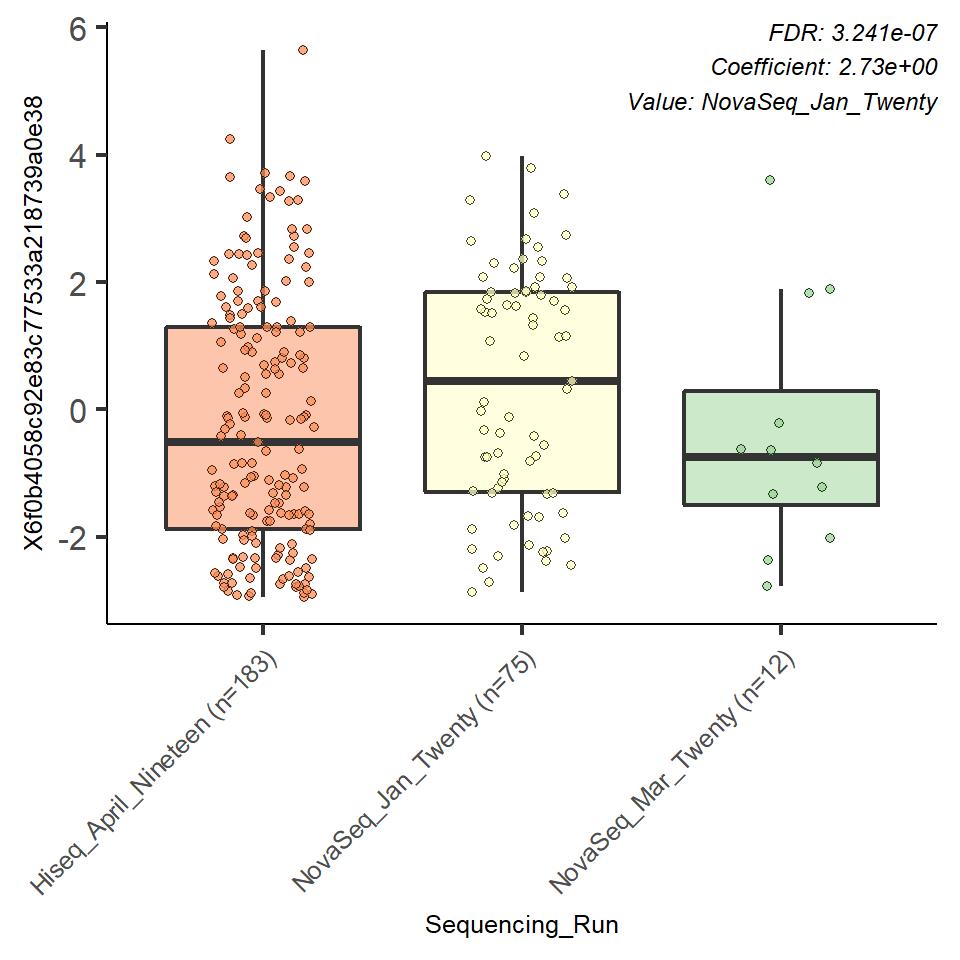 FDR: 3.241e-07
Coefficient: 2.73e+00
Value: NovaSeq_Jan_Twenty
X6f0b4058c92e83c77533a218739a0e38
6
4
2
0
-2
Hiseq_April_Nineteen (n=183)
NovaSeq_Jan_Twenty (n=75)
NovaSeq_Mar_Twenty (n=12)
Sequencing_Run